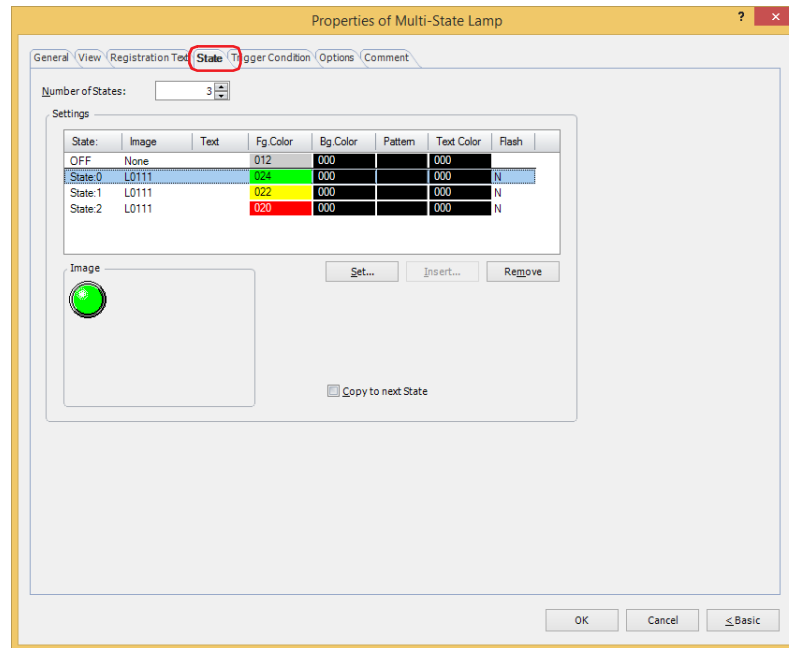 Properties of Multi-State Lamp ? ×
General View Registration Text State Trigger Condition Options Comment
Number of States: 3
Settings
State: Image Text Fg.Color Bg.Color Pattern Text Color Flash
OFF None 012 000 000
State:0 L0111 024 000 000 N
State:1 L0111 022 000 000 N
State:2 L0111 020 000 000 N
Image
Set... Insert... Remove
Copy to next State
OK Cancel < Basic